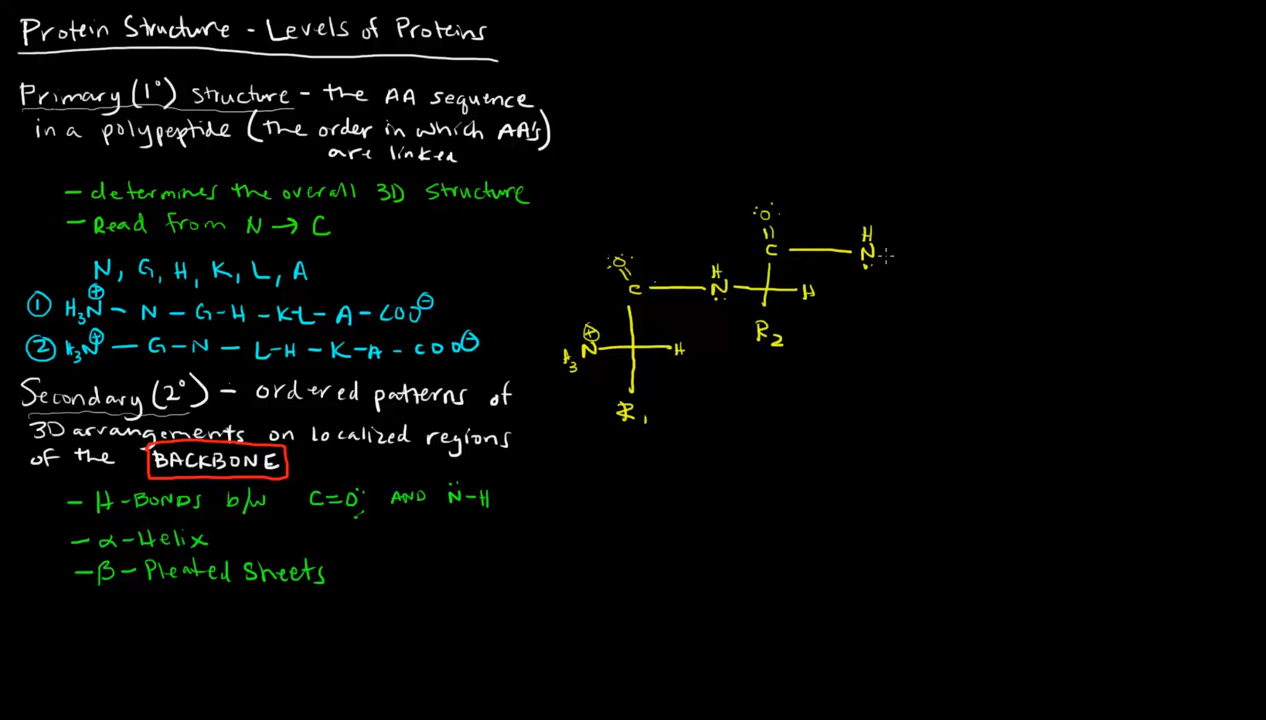 Protein Structure - Levels of Proteins
Primary (1°) Structure - the AA sequence
in a polypeptide (the order in which AA's)
are linked
- determines the overall 3D structure
- Read from N → C
N, G, H, K, L, A
① H₃N⊕ - N - G - H - K - L - A - COO⊖
② H₃N⊕ - G - N - L - H - K - A - COO⊖
Secondary (2°) - ordered patterns of
3D arrangements on localized regions
of the BACKBONE
- H-BONDS b/w C=O AND N-H
- α-Helix
- β-Pleated Sheets
O
H
C
N
O
H
C
N
H
H₃N⊕
H
R₂
R₁